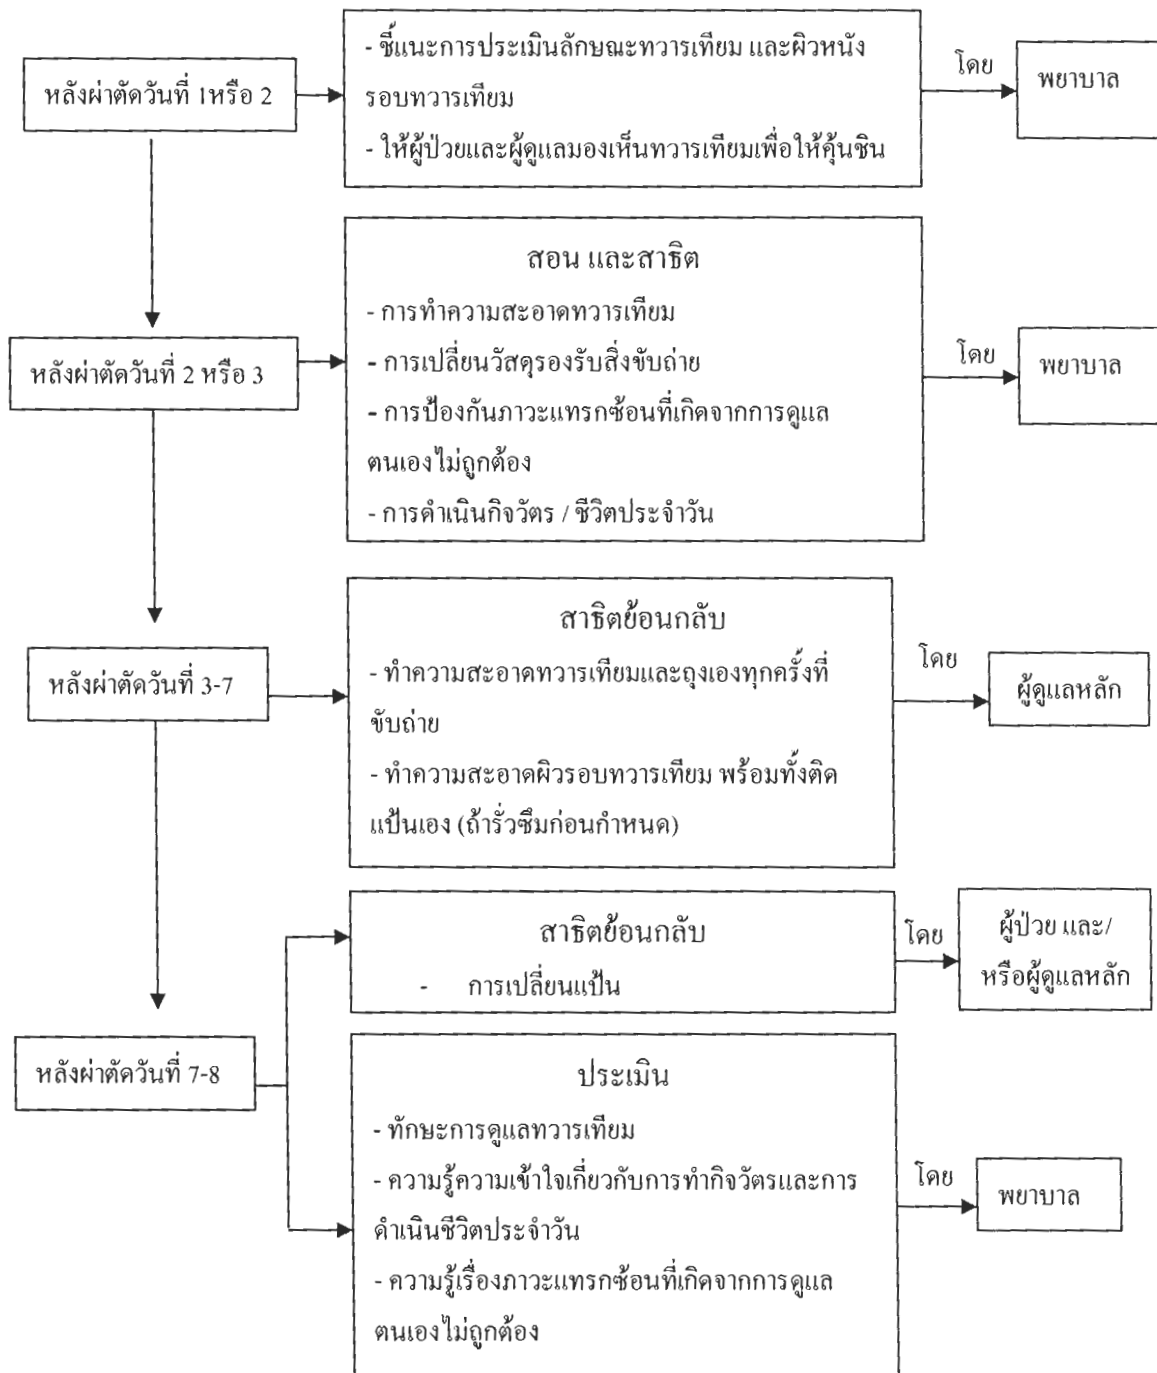 หลังผ่าตัดวันที่ 1หรือ 2
- ชี้แนะการประเมินลักษณะทวารเทียม และผิวหนัง
รอบทวารเทียม
- ให้ผู้ป่วยและผู้ดูแลมองเห็นทวารเทียมเพื่อให้คุ้นชิน
โดย
พยาบาล
หลังผ่าตัดวันที่ 2 หรือ 3
สอน และสาธิต
- การทำความสะอาดทวารเทียม
- การเปลี่ยนวัสดุรองรับสิ่งขับถ่าย
- การป้องกันภาวะแทรกซ้อนที่เกิดจากการดูแล
ตนเองไม่ถูกต้อง
- การดำเนินกิจวัตร / ชีวิตประจำวัน
โดย
พยาบาล
หลังผ่าตัดวันที่ 3-7
สาธิตย้อนกลับ
- ทำความสะอาดทวารเทียมและถุงเองทุกครั้งที่
ขับถ่าย
- ทำความสะอาดผิวรอบทวารเทียม พร้อมทั้งติด
แป้นเอง (ถ้ารั่วซึมก่อนกำหนด)
โดย
ผู้ดูแลหลัก
หลังผ่าตัดวันที่ 7-8
สาธิตย้อนกลับ
- การเปลี่ยนแป้น
โดย
ผู้ป่วย และ/
หรือผู้ดูแลหลัก
ประเมิน
- ทักษะการดูแลทวารเทียม
- ความรู้ความเข้าใจเกี่ยวกับการทำกิจวัตรและการ
ดำเนินชีวิตประจำวัน
- ความรู้เรื่องภาวะแทรกซ้อนที่เกิดจากการดูแล
ตนเองไม่ถูกต้อง
โดย
พยาบาล